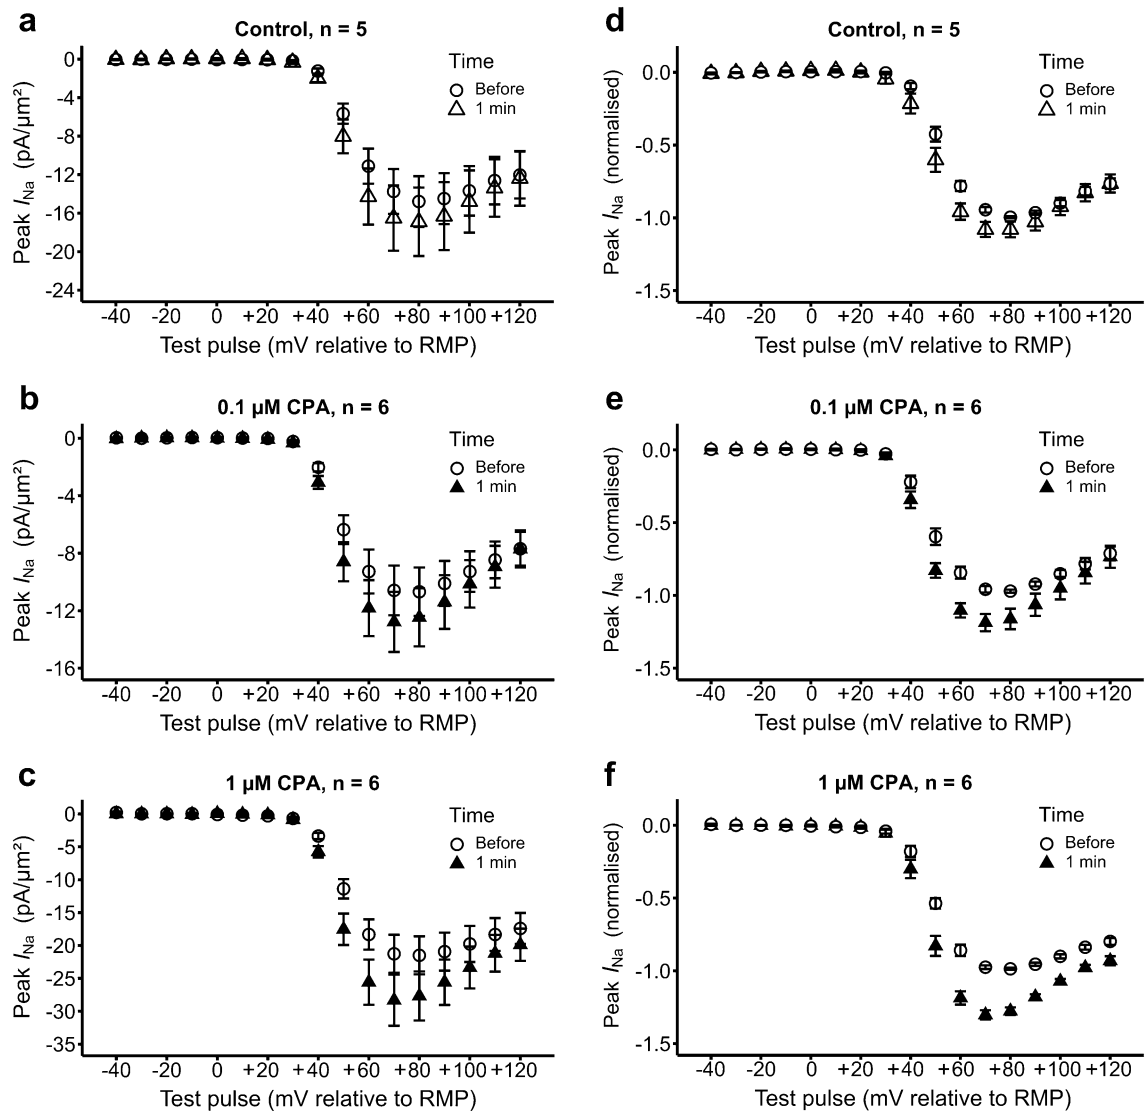 a
Control, n = 5
Peak INa (pA/µm²)
0
-4
-8
-12
-16
-20
-24
Time
Before
1 min
-40 -20 0 +20 +40 +60 +80 +100 +120
Test pulse (mV relative to RMP)
d
Control, n = 5
Peak INa (normalised)
0.0
-0.5
-1.0
-1.5
Time
Before
1 min
-40 -20 0 +20 +40 +60 +80 +100 +120
Test pulse (mV relative to RMP)
b
0.1 µM CPA, n = 6
Peak INa (pA/µm²)
0
-4
-8
-12
-16
Time
Before
1 min
-40 -20 0 +20 +40 +60 +80 +100 +120
Test pulse (mV relative to RMP)
e
0.1 µM CPA, n = 6
Peak INa (normalised)
0.0
-0.5
-1.0
-1.5
Time
Before
1 min
-40 -20 0 +20 +40 +60 +80 +100 +120
Test pulse (mV relative to RMP)
c
1 µM CPA, n = 6
Peak INa (pA/µm²)
0
-5
-10
-15
-20
-25
-30
-35
Time
Before
1 min
-40 -20 0 +20 +40 +60 +80 +100 +120
Test pulse (mV relative to RMP)
f
1 µM CPA, n = 6
Peak INa (normalised)
0.0
-0.5
-1.0
-1.5
Time
Before
1 min
-40 -20 0 +20 +40 +60 +80 +100 +120
Test pulse (mV relative to RMP)